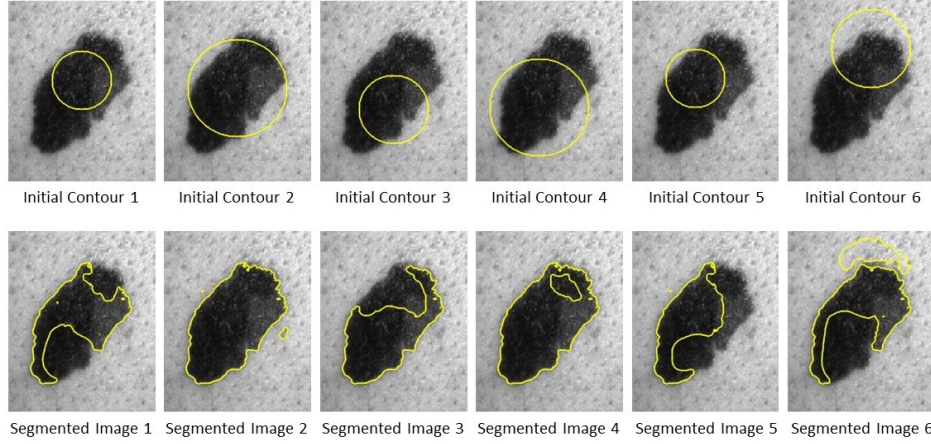 Initial Contour 1
Initial Contour 2
Initial Contour 3
Initial Contour 4
Initial Contour 5
Initial Contour 6
Segmented Image 1
Segmented Image 2
Segmented Image 3
Segmented Image 4
Segmented Image 5
Segmented Image 6